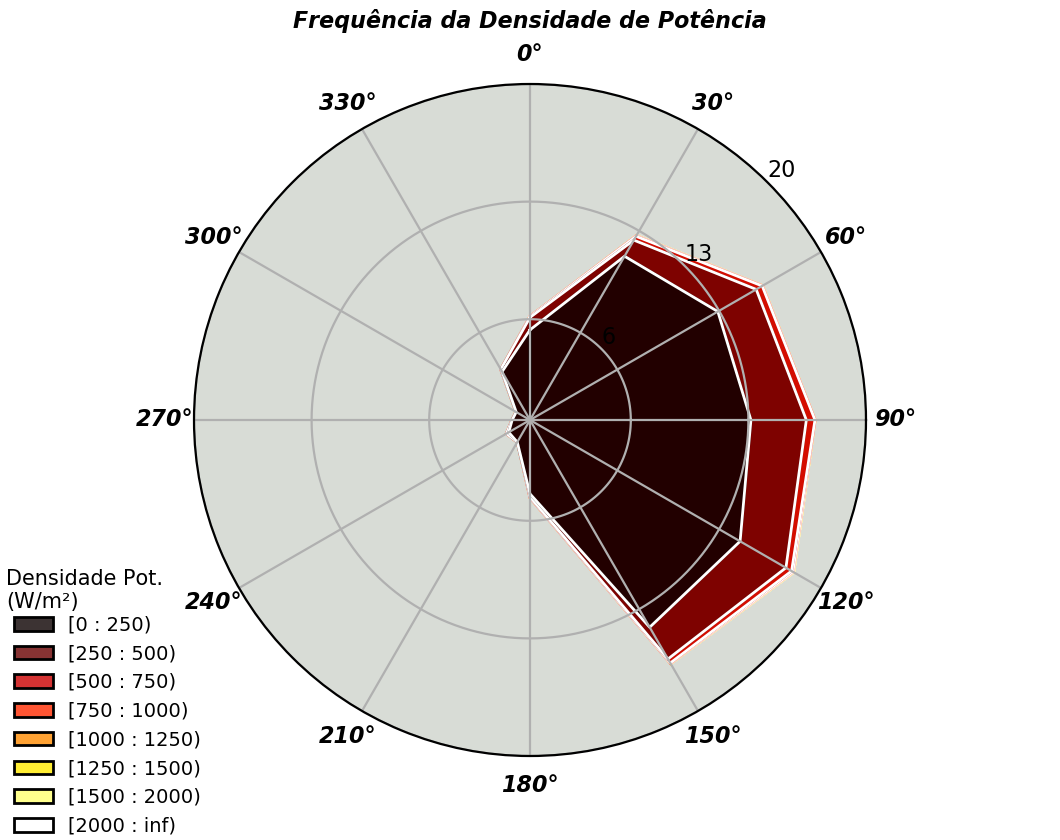 Frequência da Densidade de Potência
0°
330°
30°
20
300°
60°
13
6
270°
90°
240°
120°
210°
150°
180°
Densidade Pot.
(W/m²)
[0 : 250)
[250 : 500)
[500 : 750)
[750 : 1000)
[1000 : 1250)
[1250 : 1500)
[1500 : 2000)
[2000 : inf)